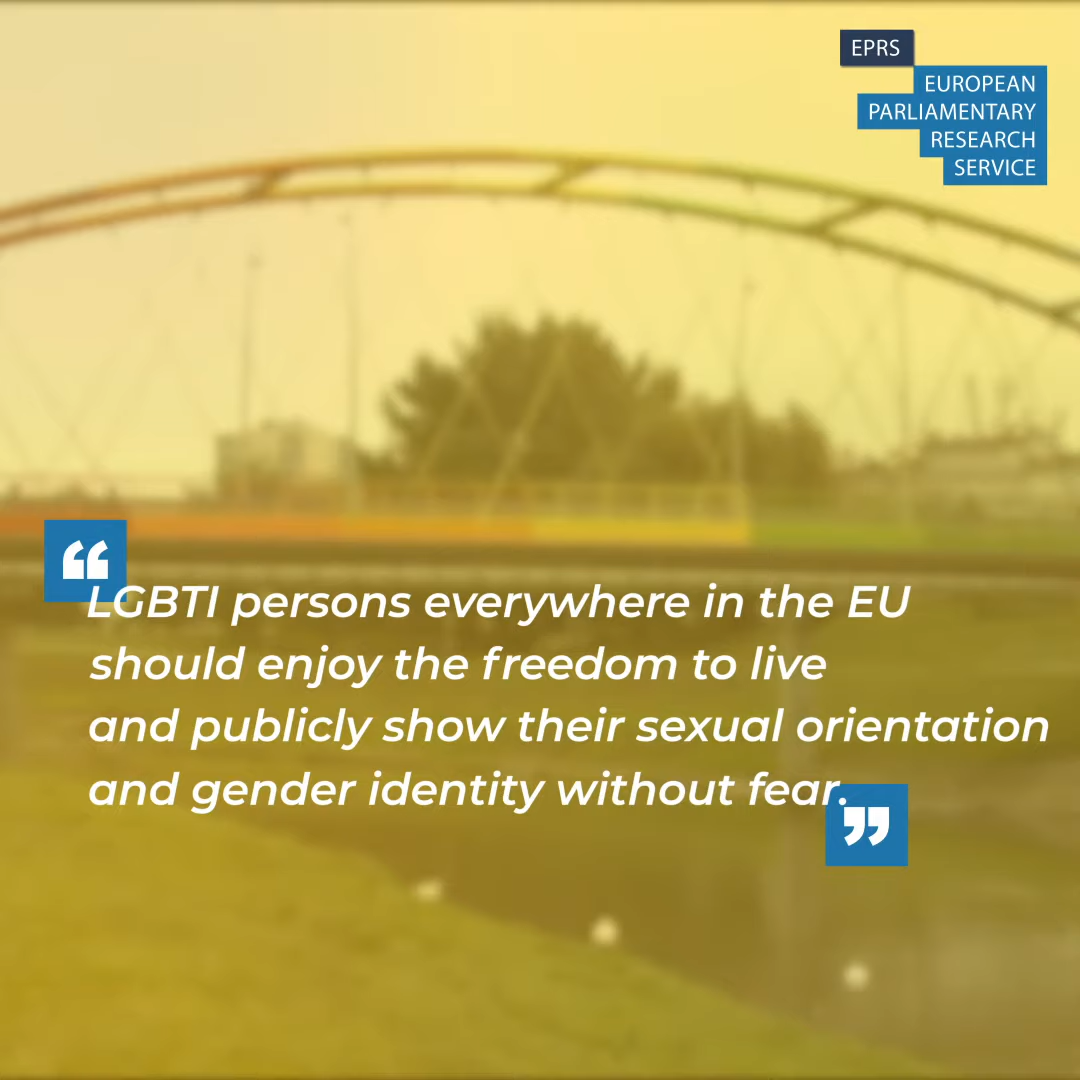 EPRS
EUROPEAN
PARLIAMENTARY
RESEARCH
SERVICE
“
LGBTI persons everywhere in the EU
should enjoy the freedom to live
and publicly show their sexual orientation
and gender identity without fear.
”